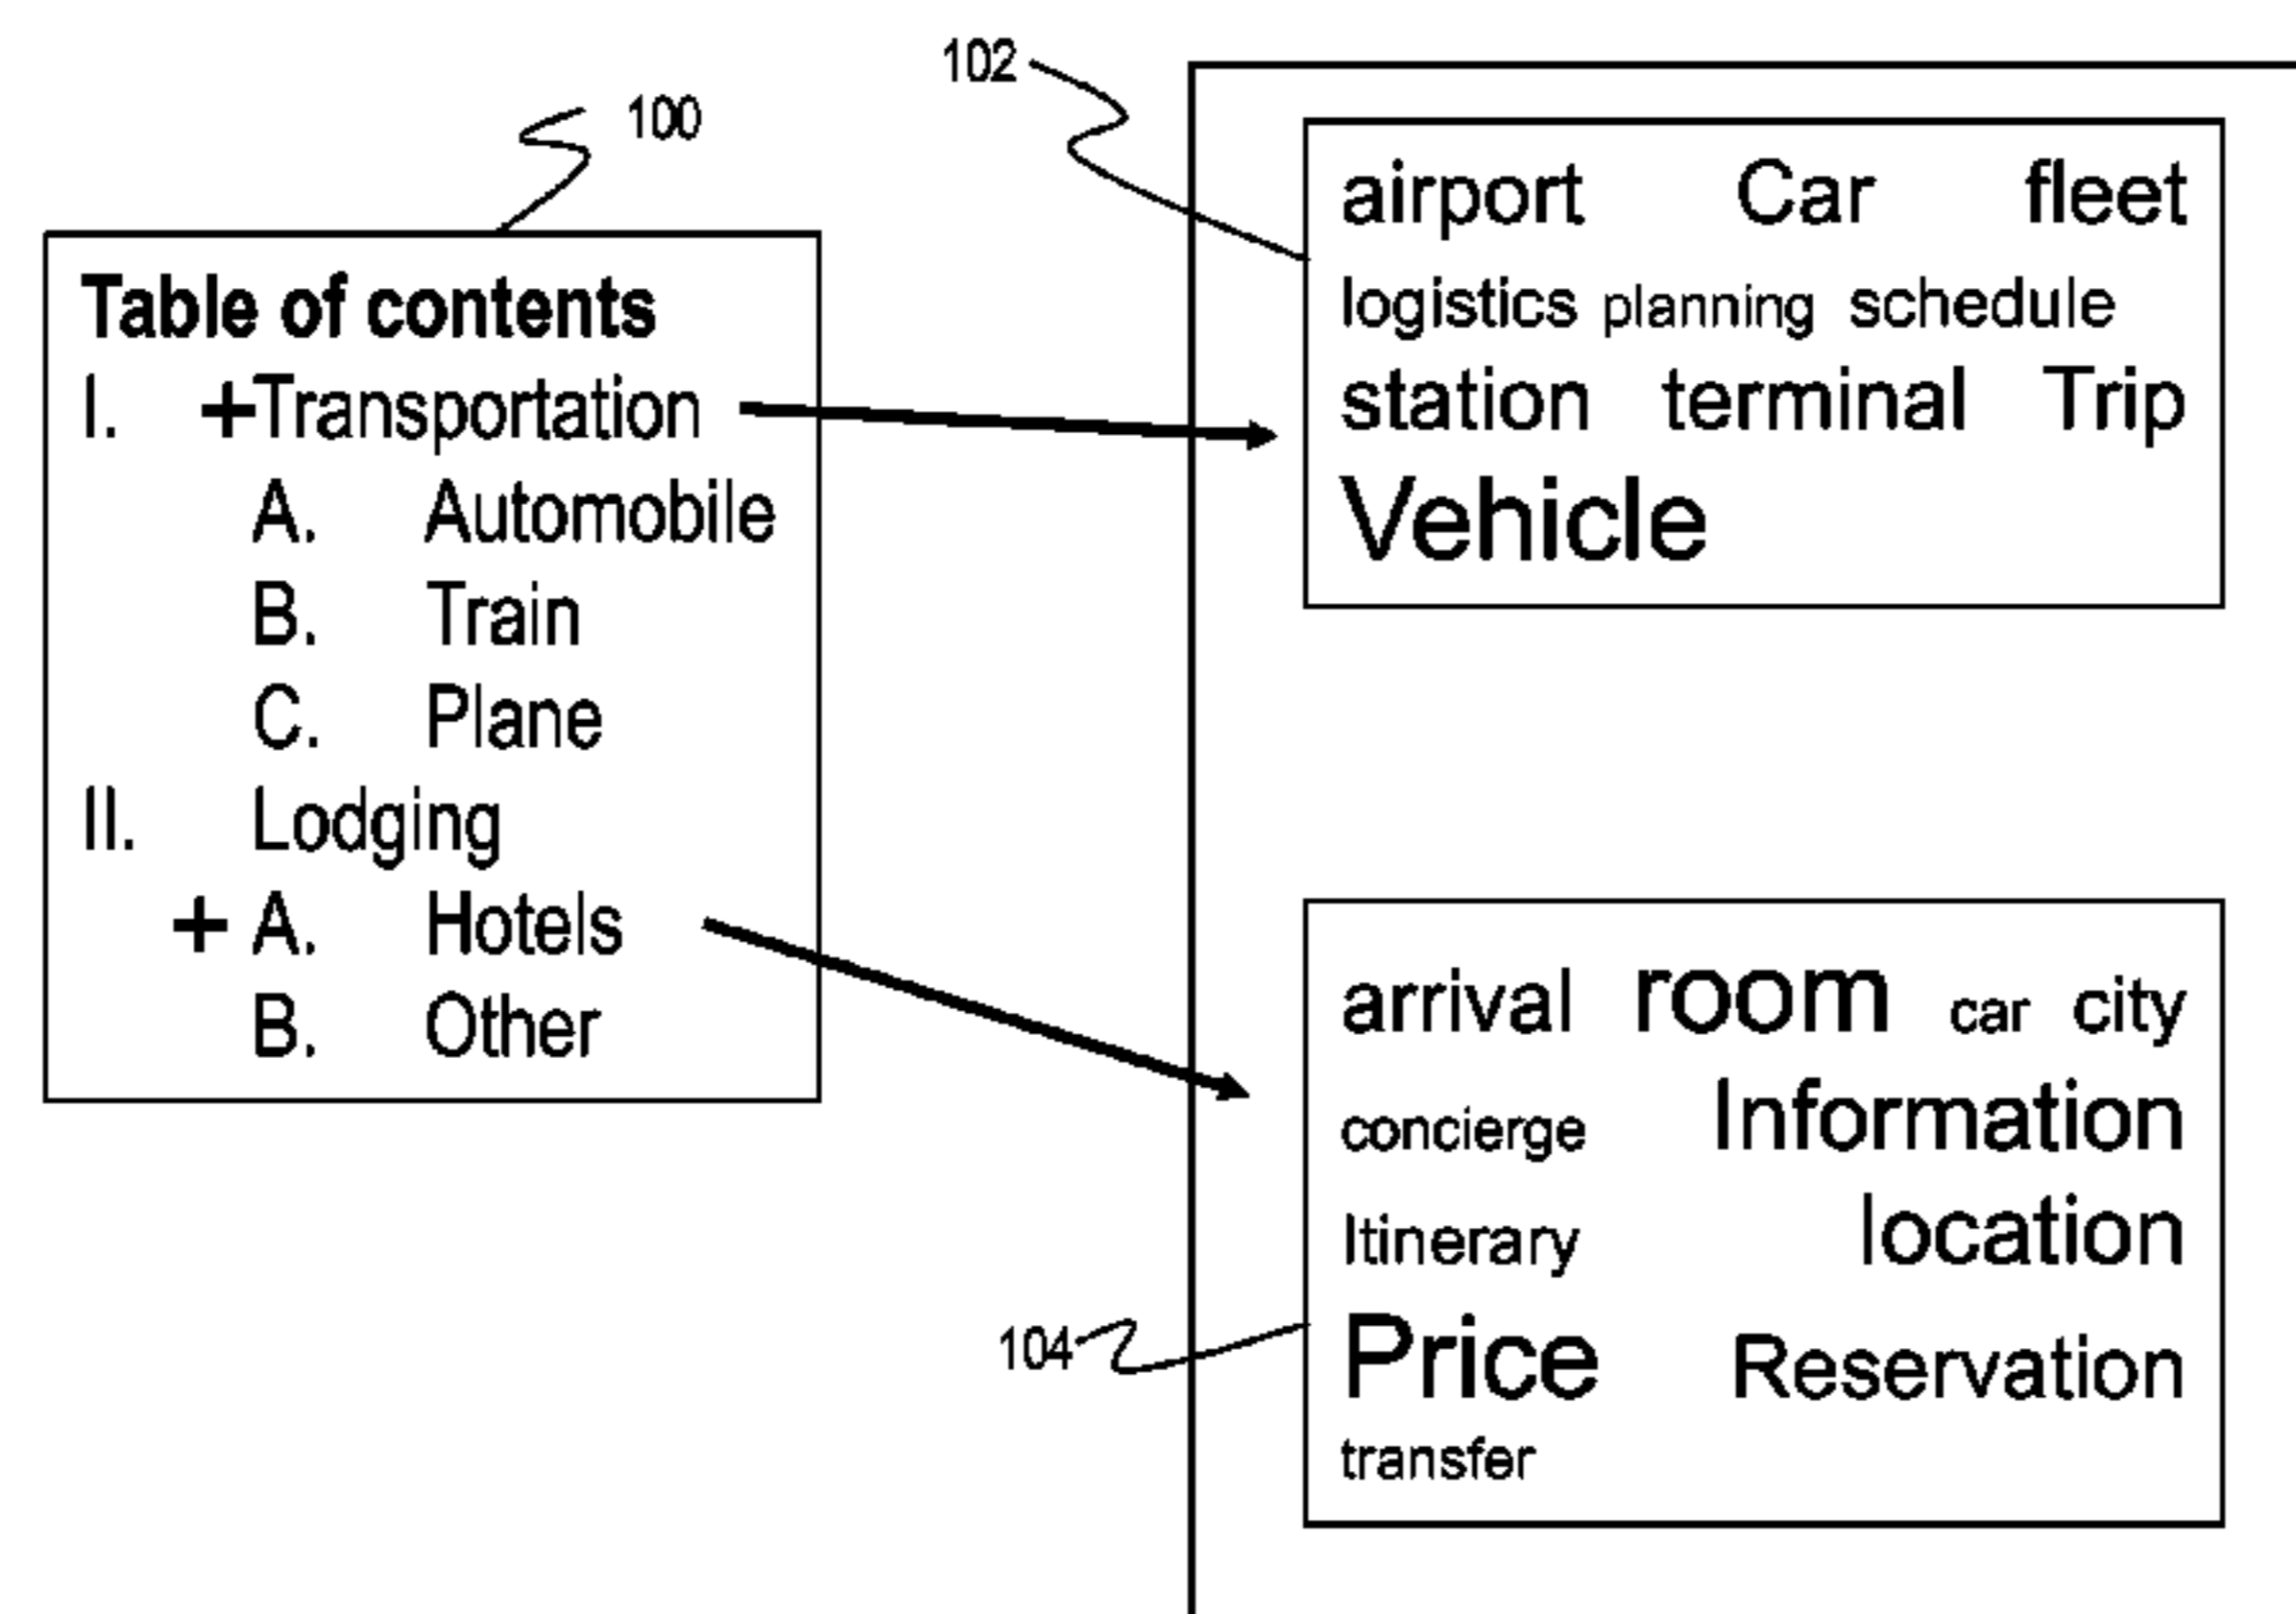 100
Table of contents
I. +Transportation
A. Automobile
B. Train
C. Plane
II. Lodging
+ A. Hotels
B. Other
102
airport Car fleet
logistics planning schedule
station terminal Trip
Vehicle
arrival room car city
concierge Information
Itinerary location
104
Price Reservation
transfer